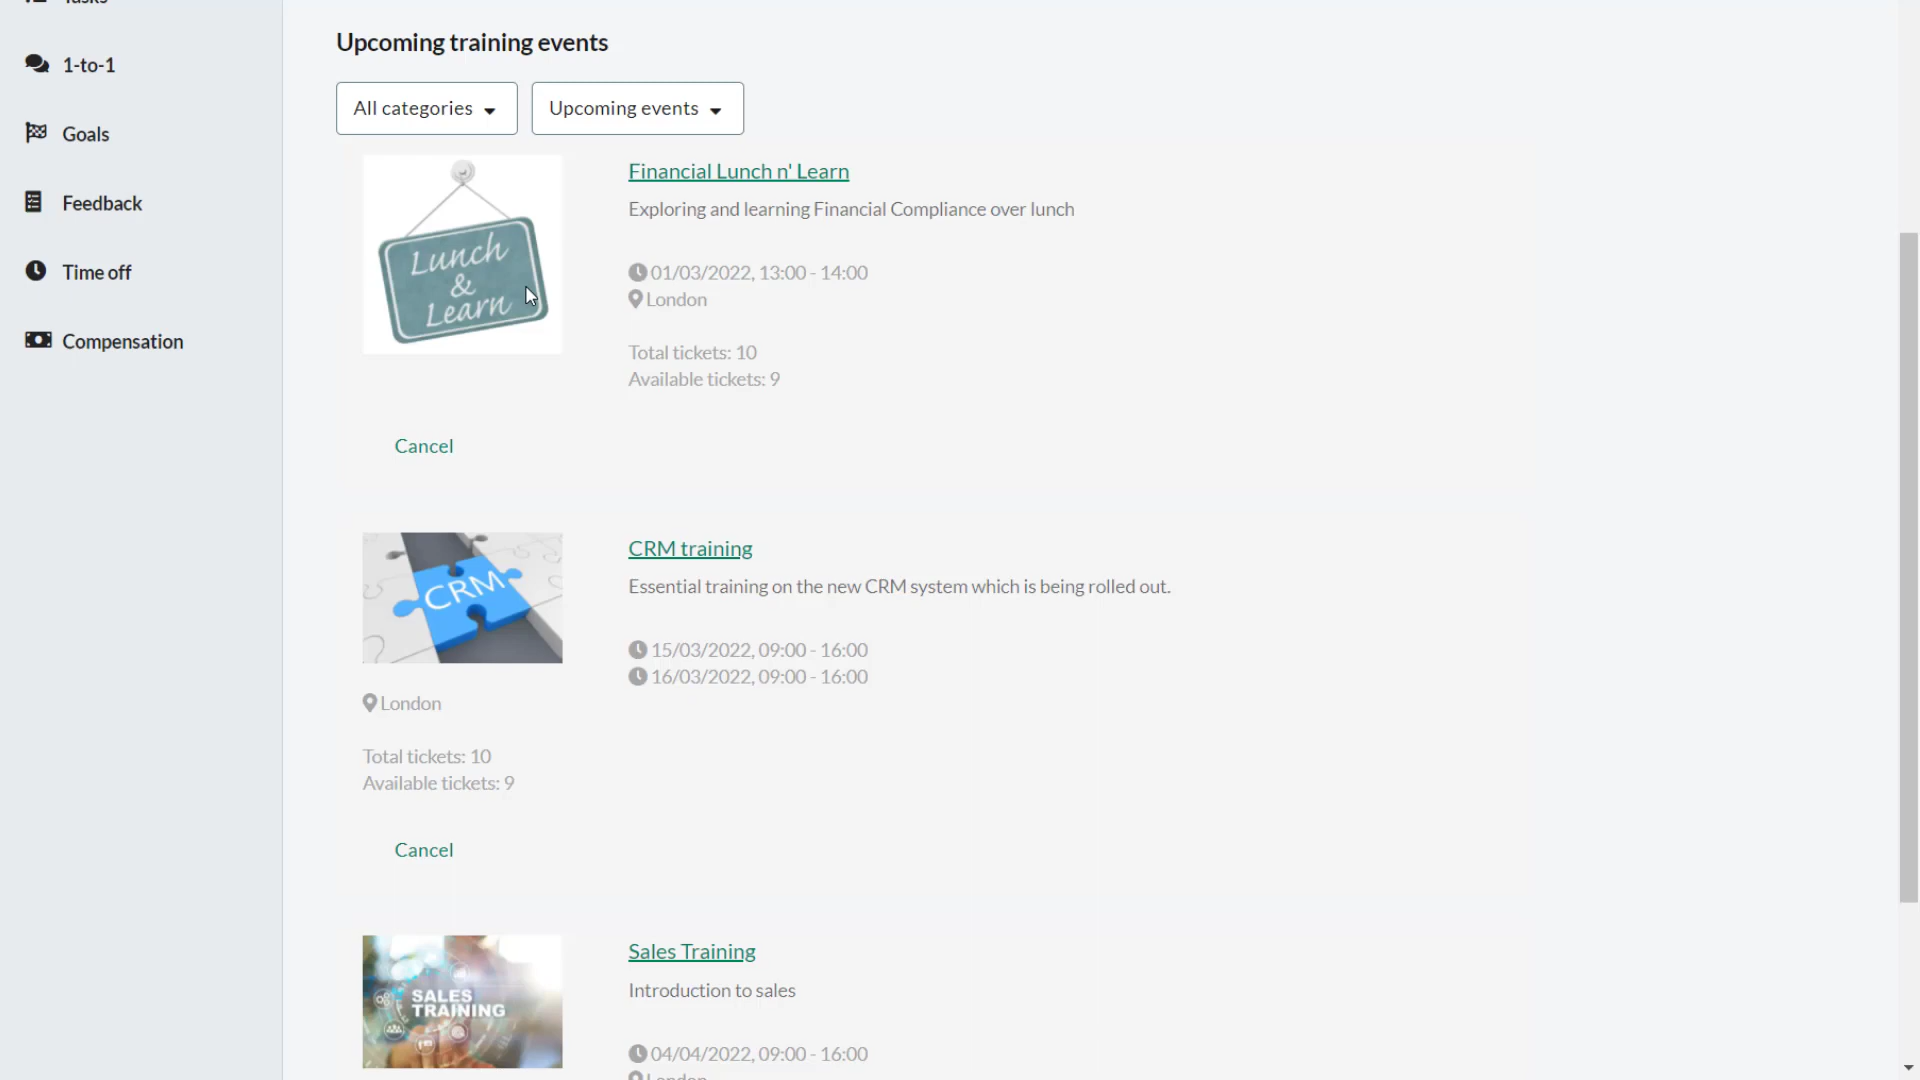 Tasks
1-to-1
Goals
Feedback
Time off
Compensation
Upcoming training events
All categories
Upcoming events
Lunch
&
Learn
Financial Lunch n' Learn
Exploring and learning Financial Compliance over lunch
01/03/2022, 13:00 - 14:00
London
Total tickets: 10
Available tickets: 9
Cancel
CRM
CRM training
Essential training on the new CRM system which is being rolled out.
15/03/2022, 09:00 - 16:00
16/03/2022, 09:00 - 16:00
London
Total tickets: 10
Available tickets: 9
Cancel
SALES
TRAINING
Sales Training
Introduction to sales
04/04/2022, 09:00 - 16:00
London